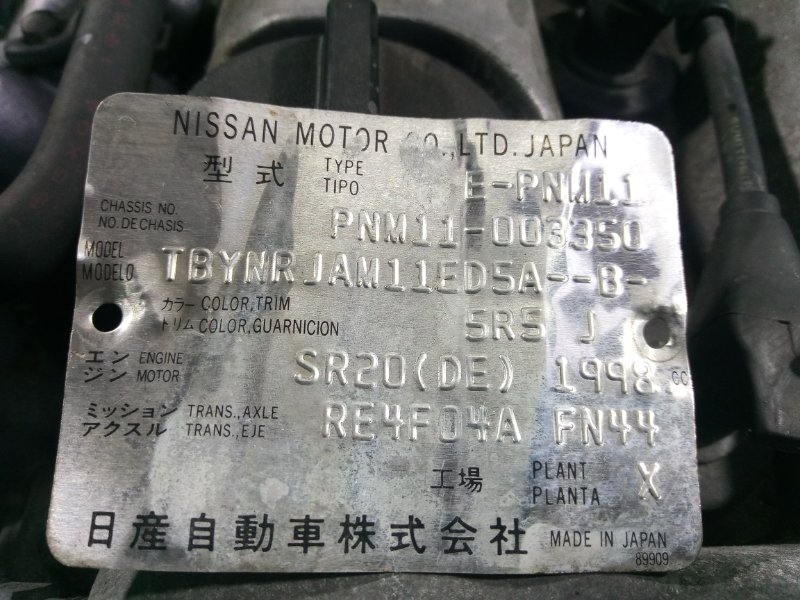 NISSAN MOTOR CO.,LTD. JAPAN
型式 TYPE TIPO E-PNM11
CHASSIS NO. NO. DE CHASIS PNM11-003350
MODEL MODELO TBYNRJAM11ED5A--B-
カラー COLOR,TRIM
トリム COLOR,GUARNICION 5R5 J
エンジン ENGINE MOTOR SR20(DE) 1998 CC
ミッション TRANS.,AXLE
アクスル TRANS.,EJE RE4F04A FN44
工場 PLANT PLANTA X
日産自動車株式会社 MADE IN JAPAN
89909